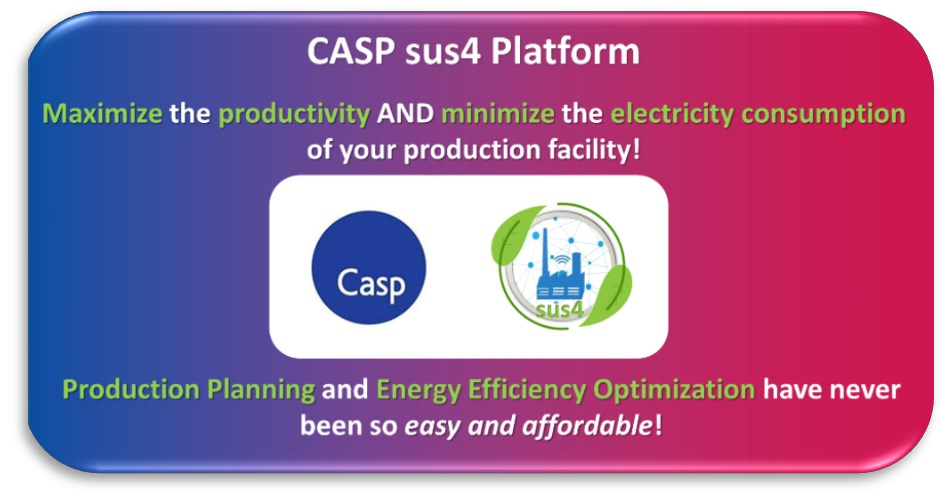 CASP sus4 Platform
Maximize the productivity AND minimize the electricity consumption
of your production facility!
Casp
sus4
Production Planning and Energy Efficiency Optimization have never
been so easy and affordable!